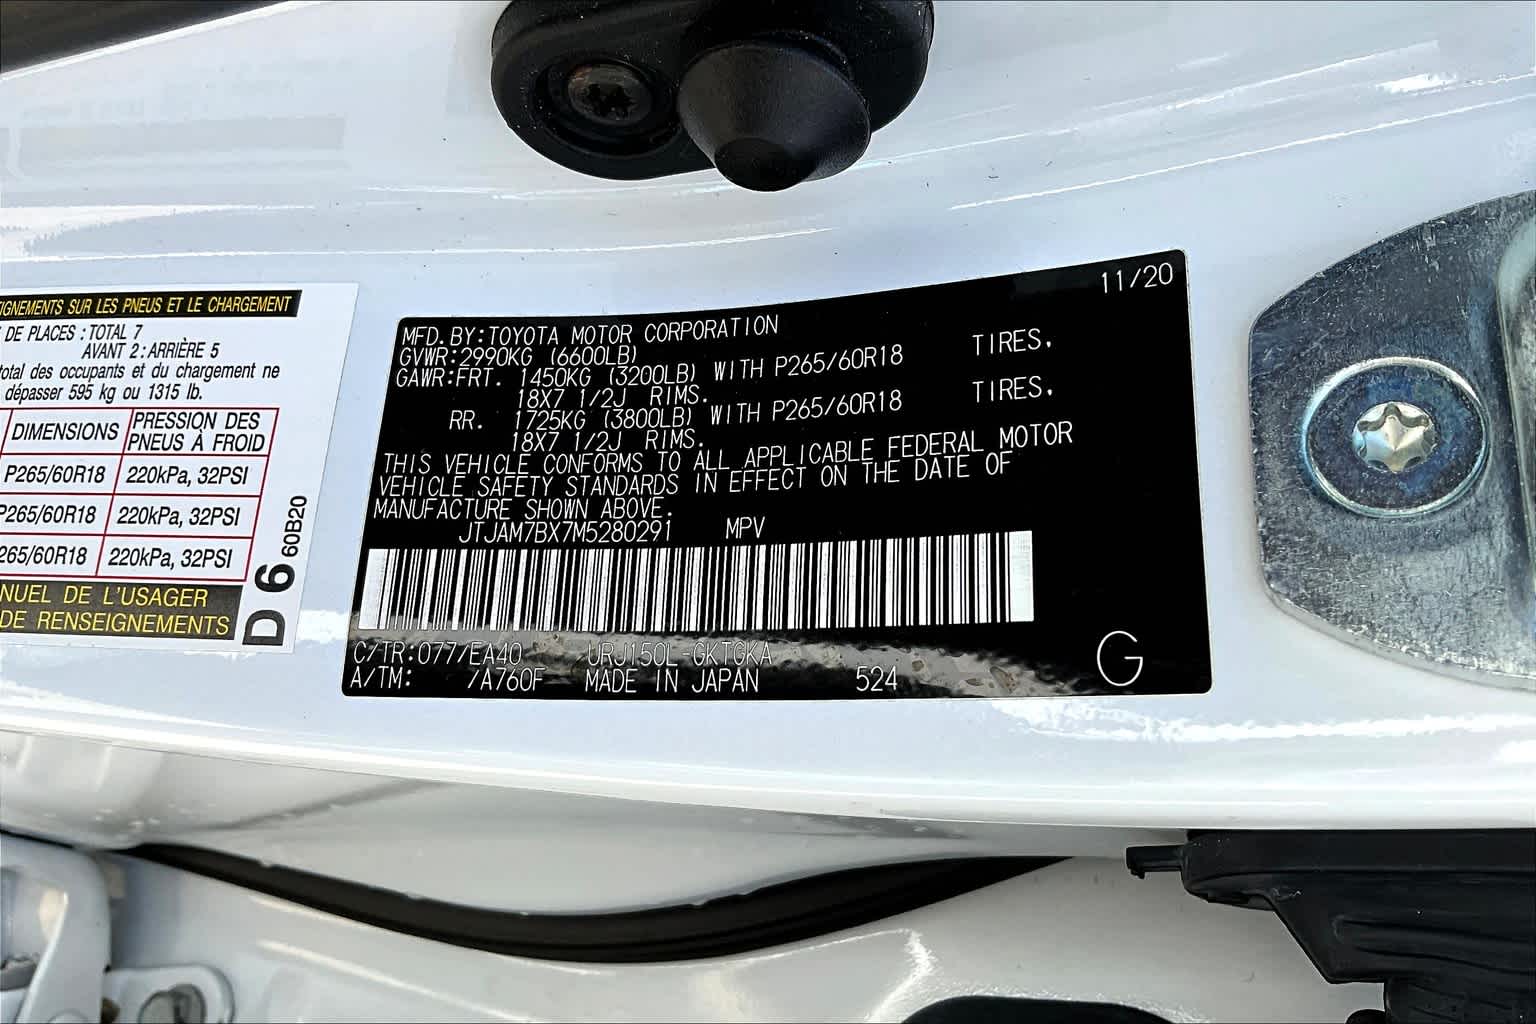 IGNEMENTS SUR LES PNEUS ET LE CHARGEMENT
DE PLACES : TOTAL 7
AVANT 2 : ARRIÈRE 5
total des occupants et du chargement ne
dépasser 595 kg ou 1315 lb.
DIMENSIONS PRESSION DES PNEUS À FROID
P265/60R18 220kPa, 32PSI
P265/60R18 220kPa, 32PSI
265/60R18 220kPa, 32PSI
NUEL DE L'USAGER
DE RENSEIGNEMENTS
D 6 60B20
11/20
MFD.BY:TOYOTA MOTOR CORPORATION
GVWR:2990KG (6600LB)
GAWR:FRT. 1450KG (3200LB) WITH P265/60R18 TIRES,
18X7 1/2J RIMS.
RR. 1725KG (3800LB) WITH P265/60R18 TIRES,
18X7 1/2J RIMS.
THIS VEHICLE CONFORMS TO ALL APPLICABLE FEDERAL MOTOR
VEHICLE SAFETY STANDARDS IN EFFECT ON THE DATE OF
MANUFACTURE SHOWN ABOVE.
JTJAM7BX7M5280291 MPV
C/TR:077/EA40 URJ150L-GKTGKA
A/TM: /A760F MADE IN JAPAN 524
G